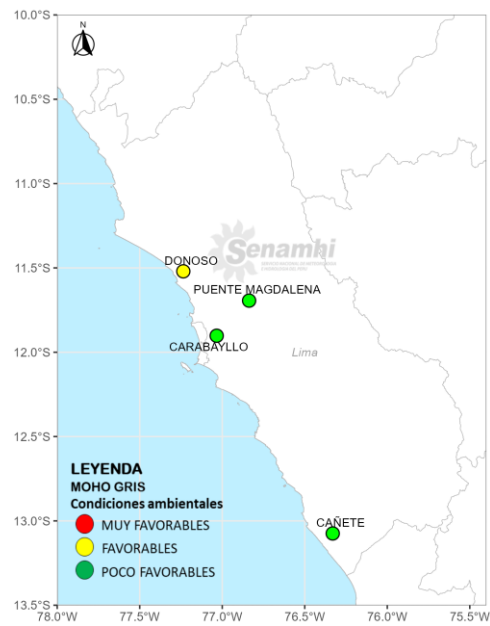 10.0°S
N
10.5°S
11.0°S
11.5°S
Senamhi
DONOSO
PUENTE MAGDALENA
CARABAYLLO
12.0°S
Lima
12.5°S
LEYENDA
MOHO GRIS
Condiciones ambientales
MUY FAVORABLES
FAVORABLES
POCO FAVORABLES
13.0°S
CAÑETE
13.5°S
78.0°W 77.5°W 77.0°W 76.5°W 76.0°W 75.5°W